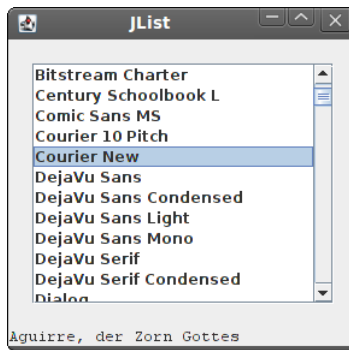 JList
Bitstream Charter
Century Schoolbook L
Comic Sans MS
Courier 10 Pitch
Courier New
DejaVu Sans
DejaVu Sans Condensed
DejaVu Sans Light
DejaVu Sans Mono
DejaVu Serif
DejaVu Serif Condensed
Dialog
Aguirre, der Zorn Gottes